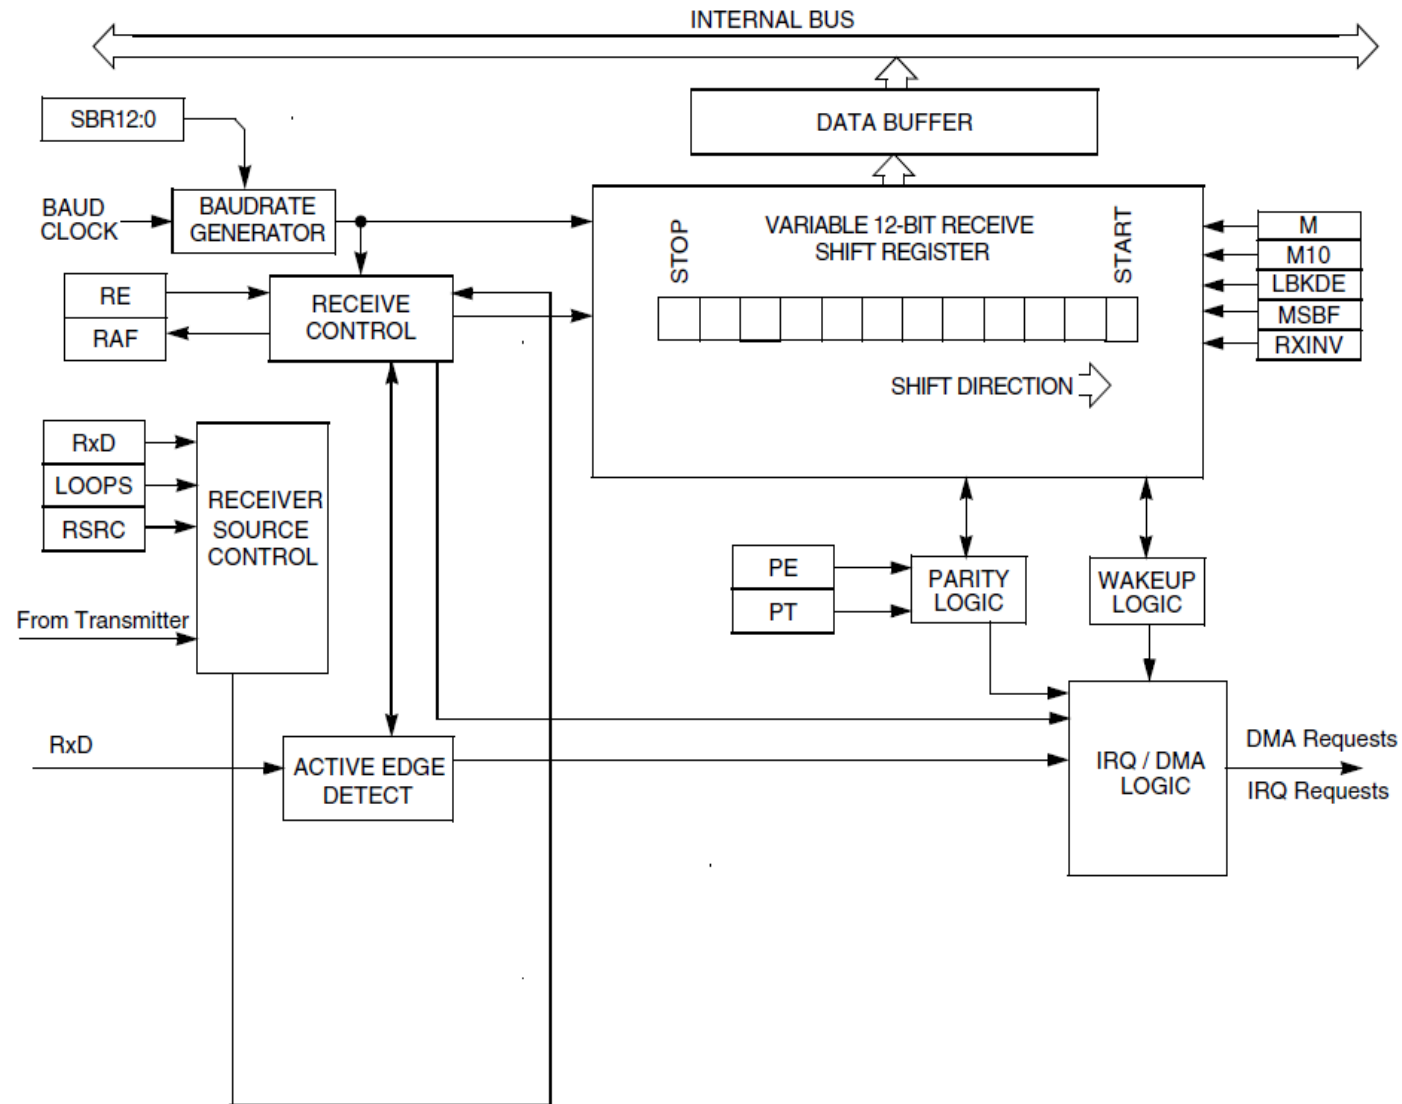 INTERNAL BUS
SBR12:0
DATA BUFFER
BAUD
CLOCK
BAUDRATE
GENERATOR
STOP
VARIABLE 12-BIT RECEIVE
SHIFT REGISTER
START
M
M10
LBKDE
MSBF
RXINV
RE
RAF
RECEIVE
CONTROL
SHIFT DIRECTION
RxD
LOOPS
RSRC
RECEIVER
SOURCE
CONTROL
From Transmitter
PE
PT
PARITY
LOGIC
WAKEUP
LOGIC
RxD
ACTIVE EDGE
DETECT
IRQ / DMA
LOGIC
DMA Requests
IRQ Requests